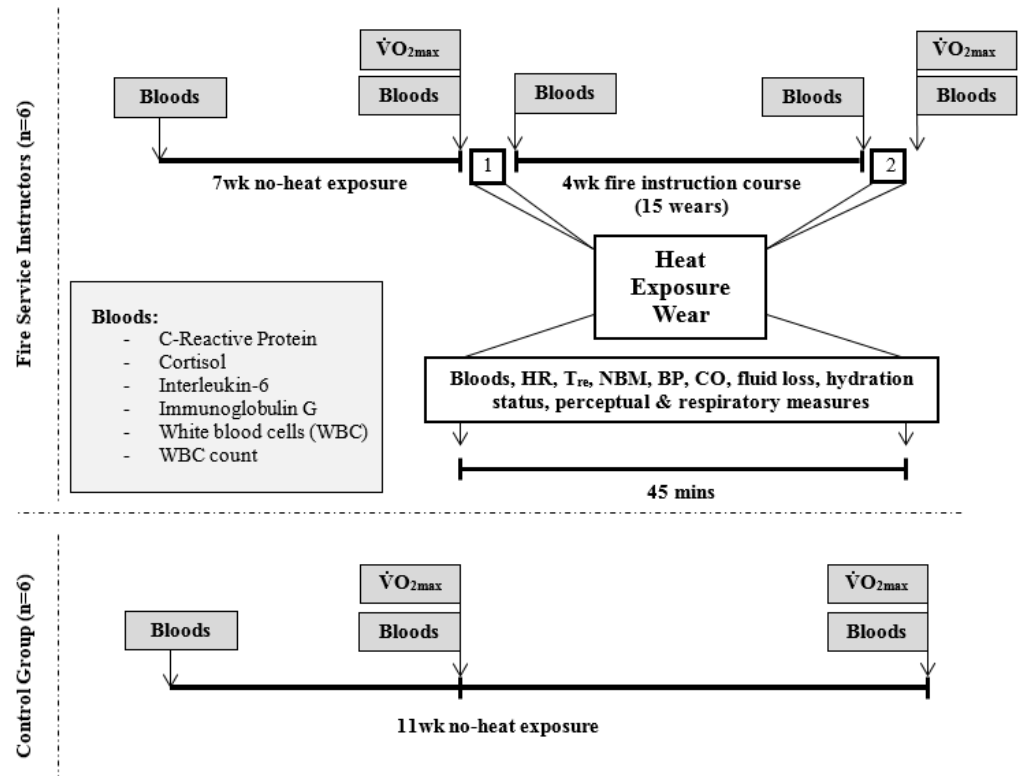 Fire Service Instructors (n=6)
V̇O2max
V̇O2max
Bloods
Bloods
Bloods
Bloods
Bloods
1
2
7wk no-heat exposure
4wk fire instruction course
(15 wears)
Heat
Exposure
Wear
Bloods:
- C-Reactive Protein
- Cortisol
- Interleukin-6
- Immunoglobulin G
- White blood cells (WBC)
- WBC count
Bloods, HR, Tre, NBM, BP, CO, fluid loss, hydration
status, perceptual & respiratory measures
45 mins
Control Group (n=6)
V̇O2max
V̇O2max
Bloods
Bloods
Bloods
11wk no-heat exposure